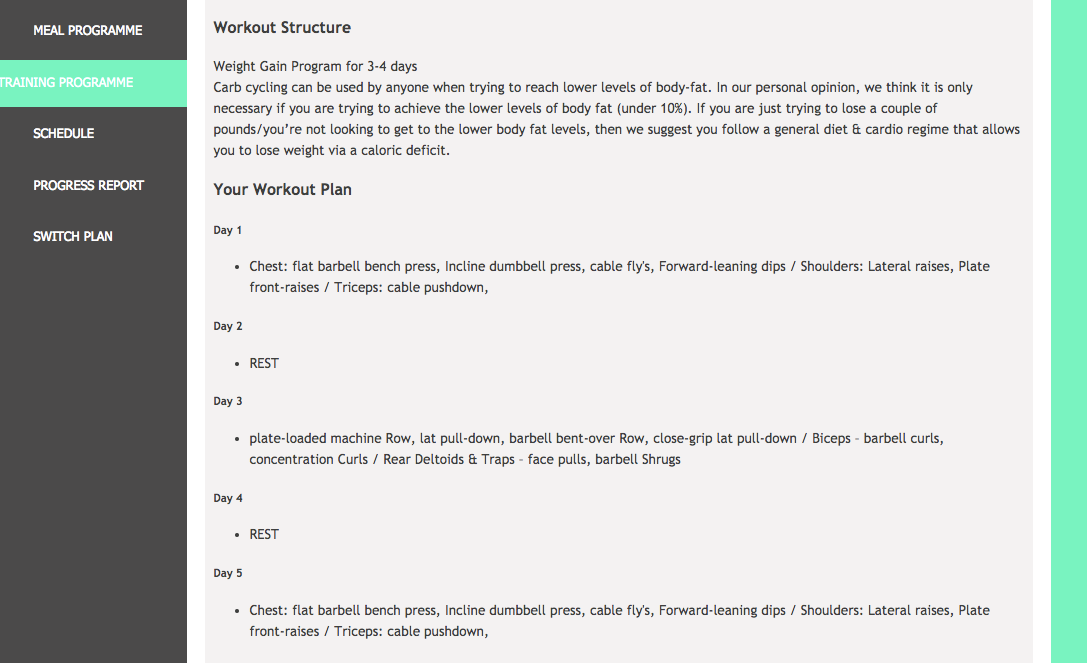 MEAL PROGRAMME
TRAINING PROGRAMME
SCHEDULE
PROGRESS REPORT
SWITCH PLAN
Workout Structure
Weight Gain Program for 3-4 days
Carb cycling can be used by anyone when trying to reach lower levels of body-fat. In our personal opinion, we think it is only
necessary if you are trying to achieve the lower levels of body fat (under 10%). If you are just trying to lose a couple of
pounds/you’re not looking to get to the lower body fat levels, then we suggest you follow a general diet & cardio regime that allows
you to lose weight via a caloric deficit.
Your Workout Plan
Day 1
• Chest: flat barbell bench press, Incline dumbbell press, cable fly's, Forward-leaning dips / Shoulders: Lateral raises, Plate
front-raises / Triceps: cable pushdown,
Day 2
• REST
Day 3
• plate-loaded machine Row, lat pull-down, barbell bent-over Row, close-grip lat pull-down / Biceps – barbell curls,
concentration Curls / Rear Deltoids & Traps – face pulls, barbell Shrugs
Day 4
• REST
Day 5
• Chest: flat barbell bench press, Incline dumbbell press, cable fly's, Forward-leaning dips / Shoulders: Lateral raises, Plate
front-raises / Triceps: cable pushdown,